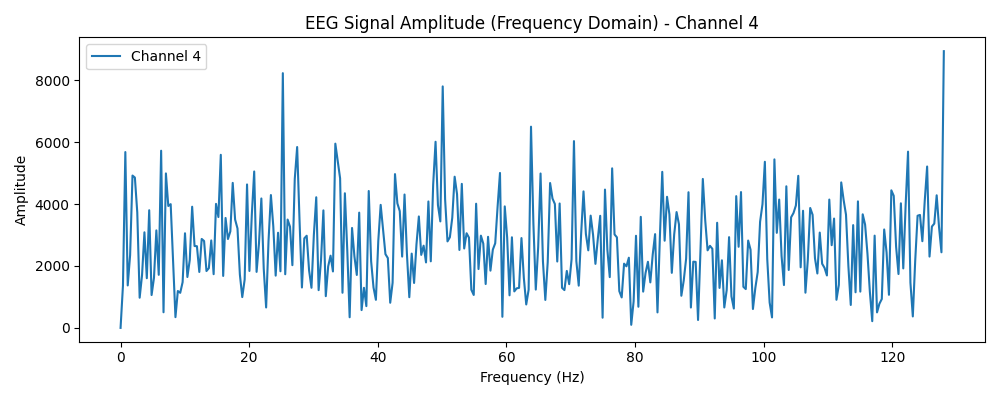 EEG Signal Amplitude (Frequency Domain) - Channel 4
Channel 4
Amplitude
8000
6000
4000
2000
0
0 20 40 60 80 100 120
Frequency (Hz)